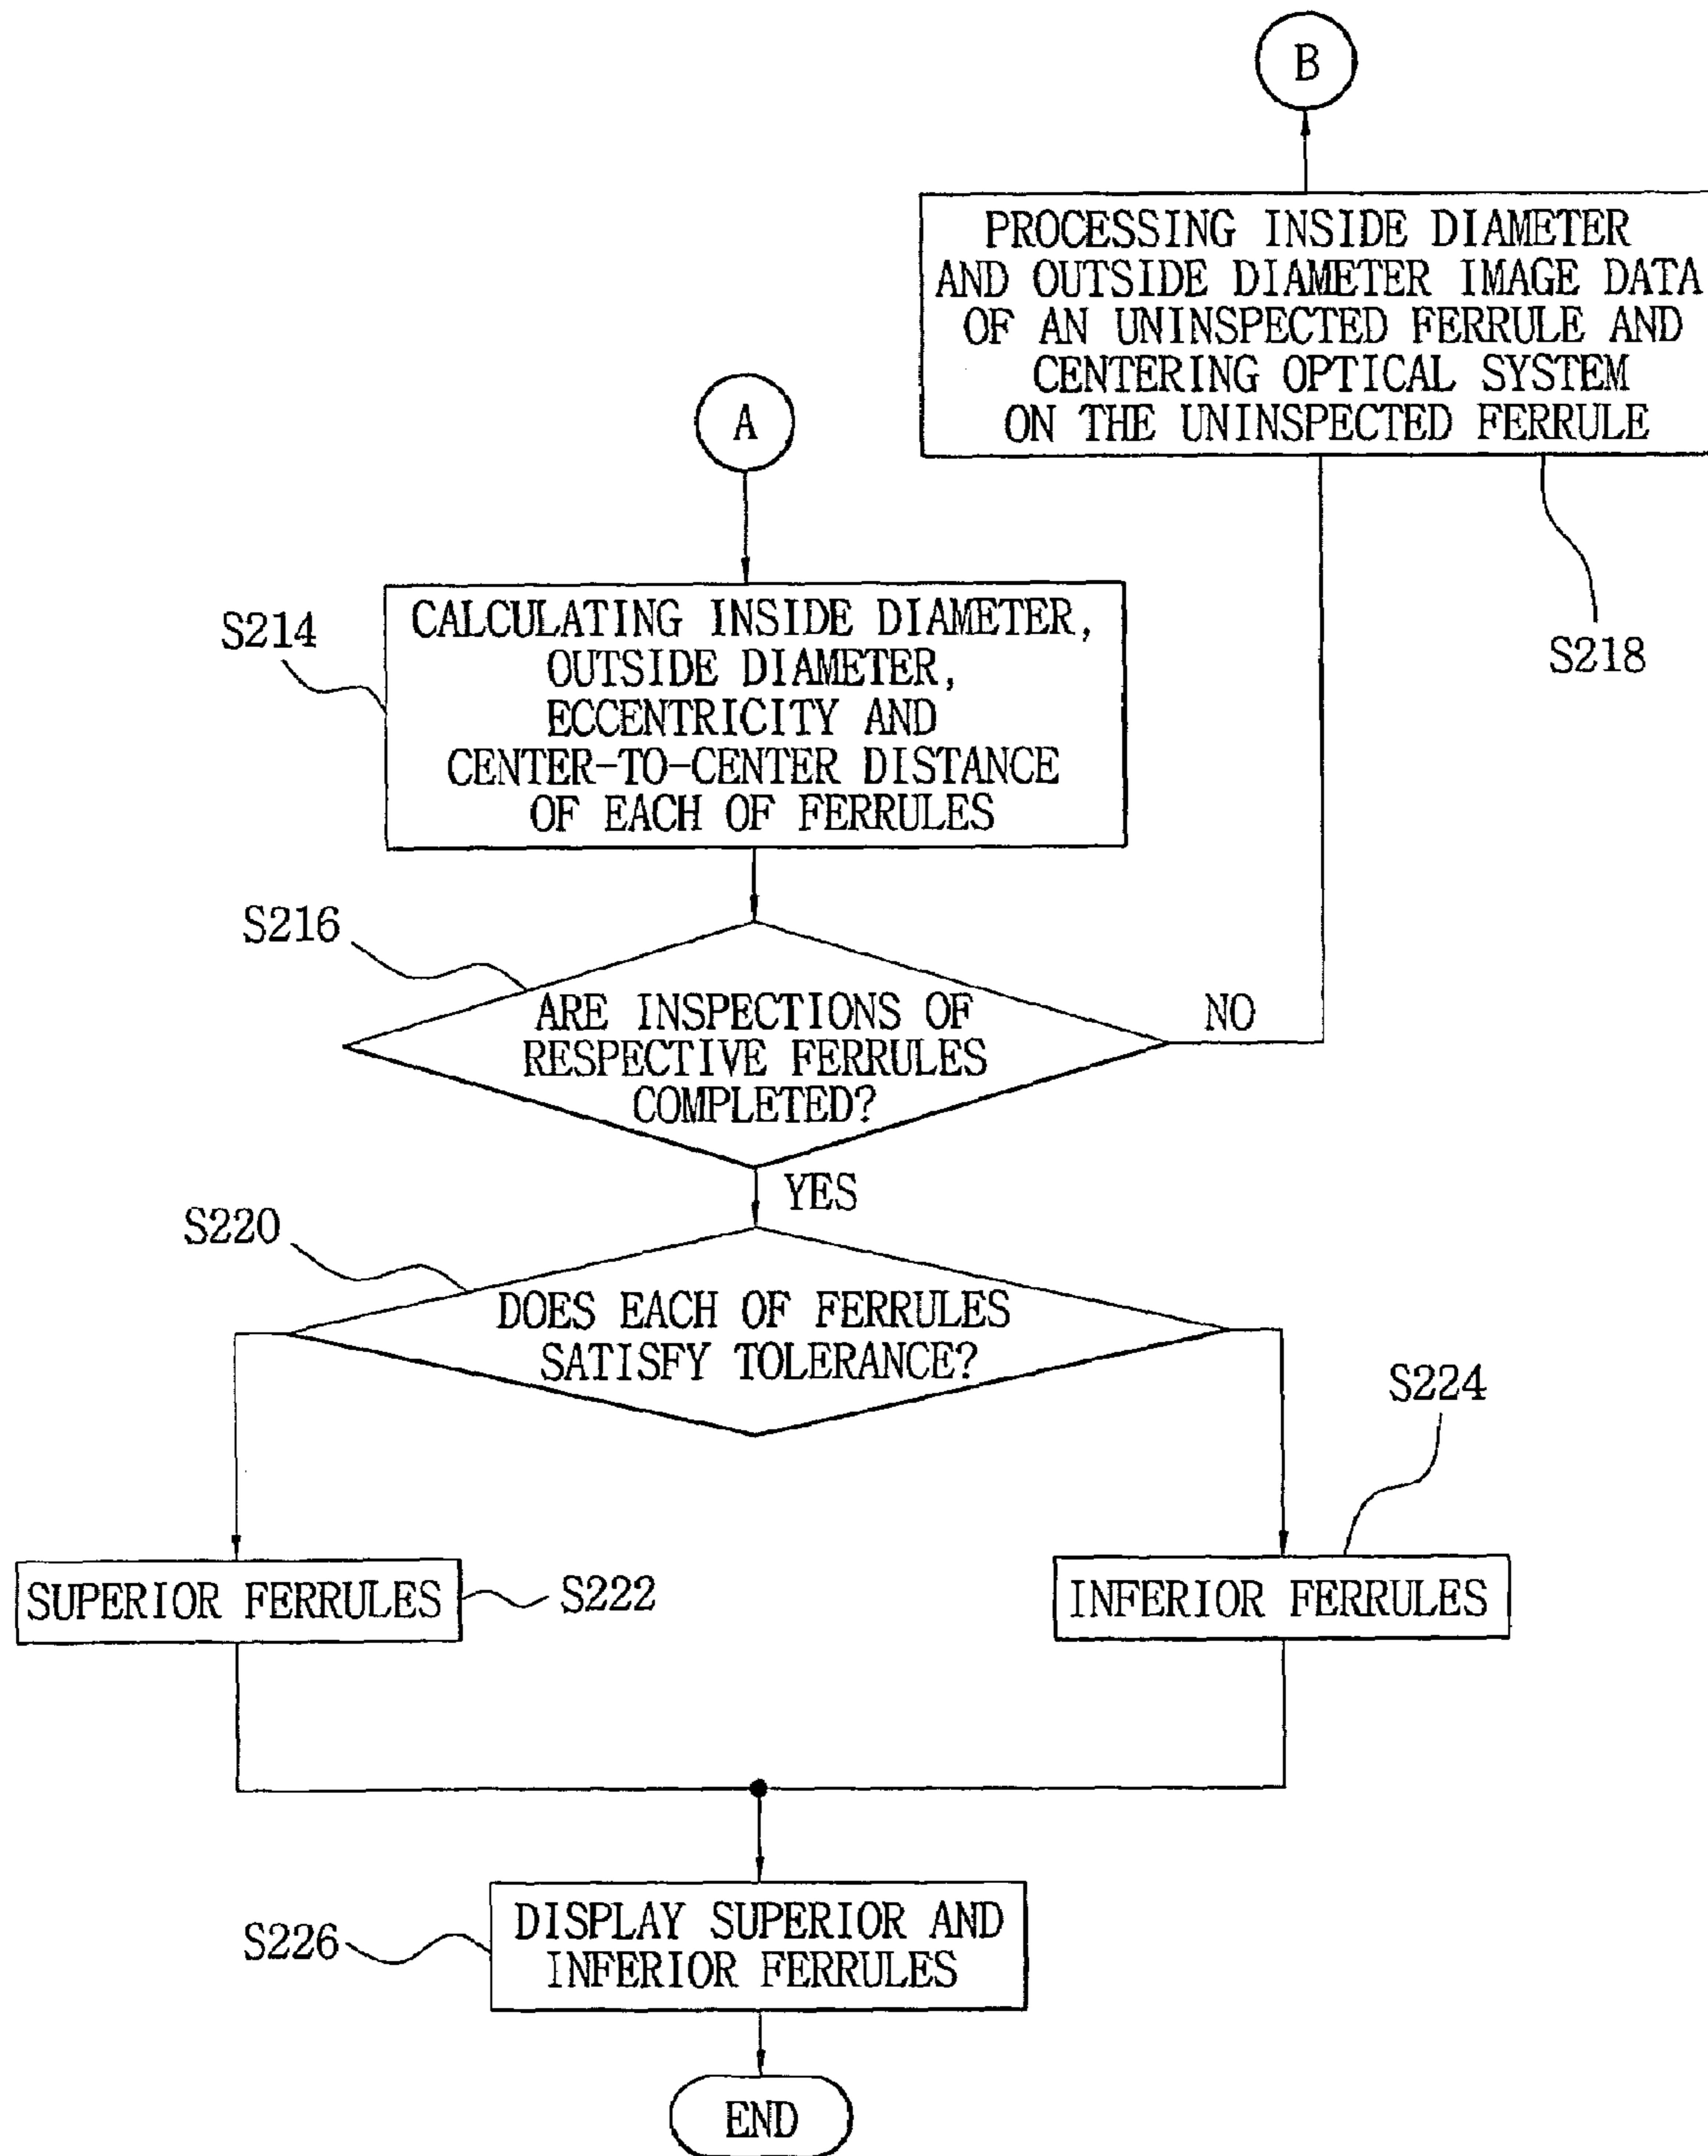 B
PROCESSING INSIDE DIAMETER
AND OUTSIDE DIAMETER IMAGE DATA
OF AN UNINSPECTED FERRULE AND
CENTERING OPTICAL SYSTEM
ON THE UNINSPECTED FERRULE
S218
A
S214
CALCULATING INSIDE DIAMETER,
OUTSIDE DIAMETER,
ECCENTRICITY AND
CENTER-TO-CENTER DISTANCE
OF EACH OF FERRULES
S216
ARE INSPECTIONS OF
RESPECTIVE FERRULES
COMPLETED?
NO
YES
S220
DOES EACH OF FERRULES
SATISFY TOLERANCE?
S224
SUPERIOR FERRULES
S222
INFERIOR FERRULES
S226
DISPLAY SUPERIOR AND
INFERIOR FERRULES
END